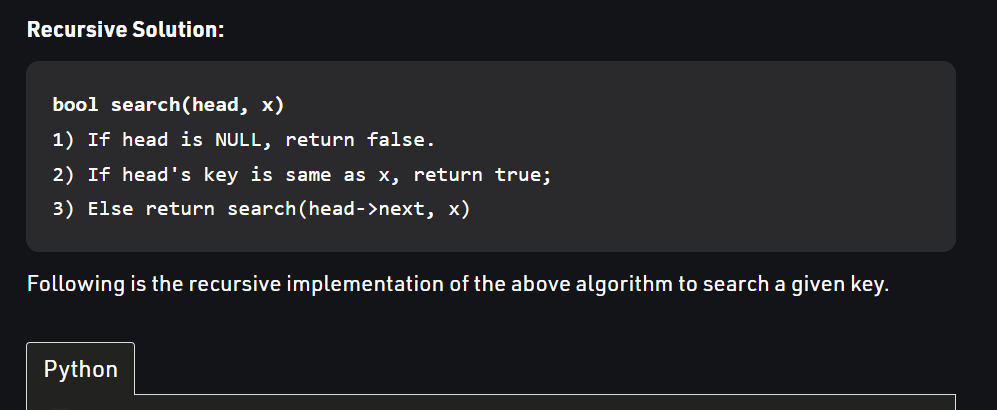 Recursive Solution:
bool search(head, x)
1) If head is NULL, return false.
2) If head's key is same as x, return true;
3) Else return search(head->next, x)
Following is the recursive implementation of the above algorithm to search a given key.
Python